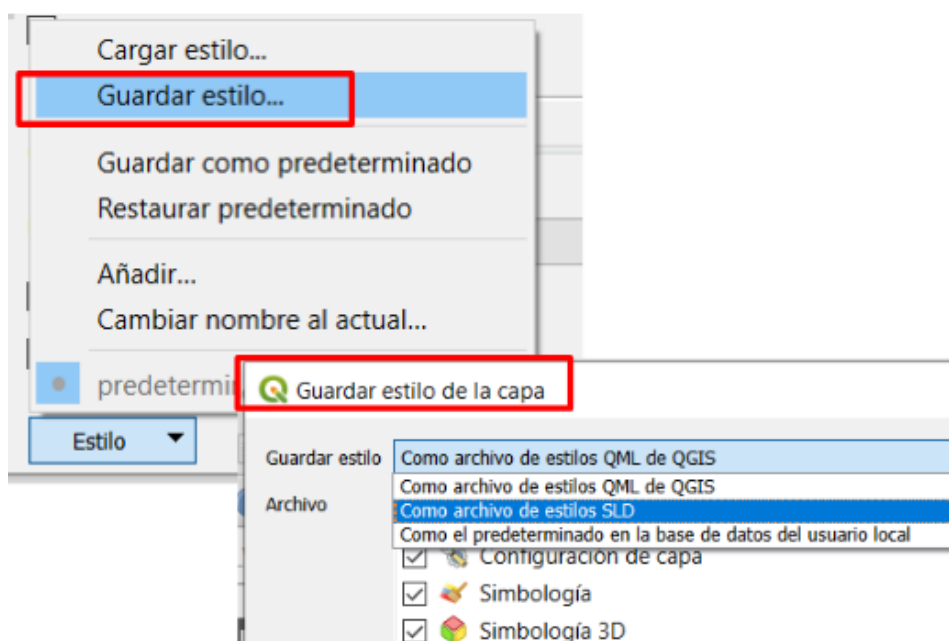 Cargar estilo...
Guardar estilo...
Guardar como predeterminado
Restaurar predeterminado
Añadir...
Cambiar nombre al actual...
Estilo
Guardar estilo de la capa
Guardar estilo Como archivo de estilos QML de QGIS
Como archivo de estilos QML de QGIS
Archivo
Como archivo de estilos SLD
Como el predeterminado en la base de datos del usuario local
Configuración de capa
Simbología
Simbología 3D